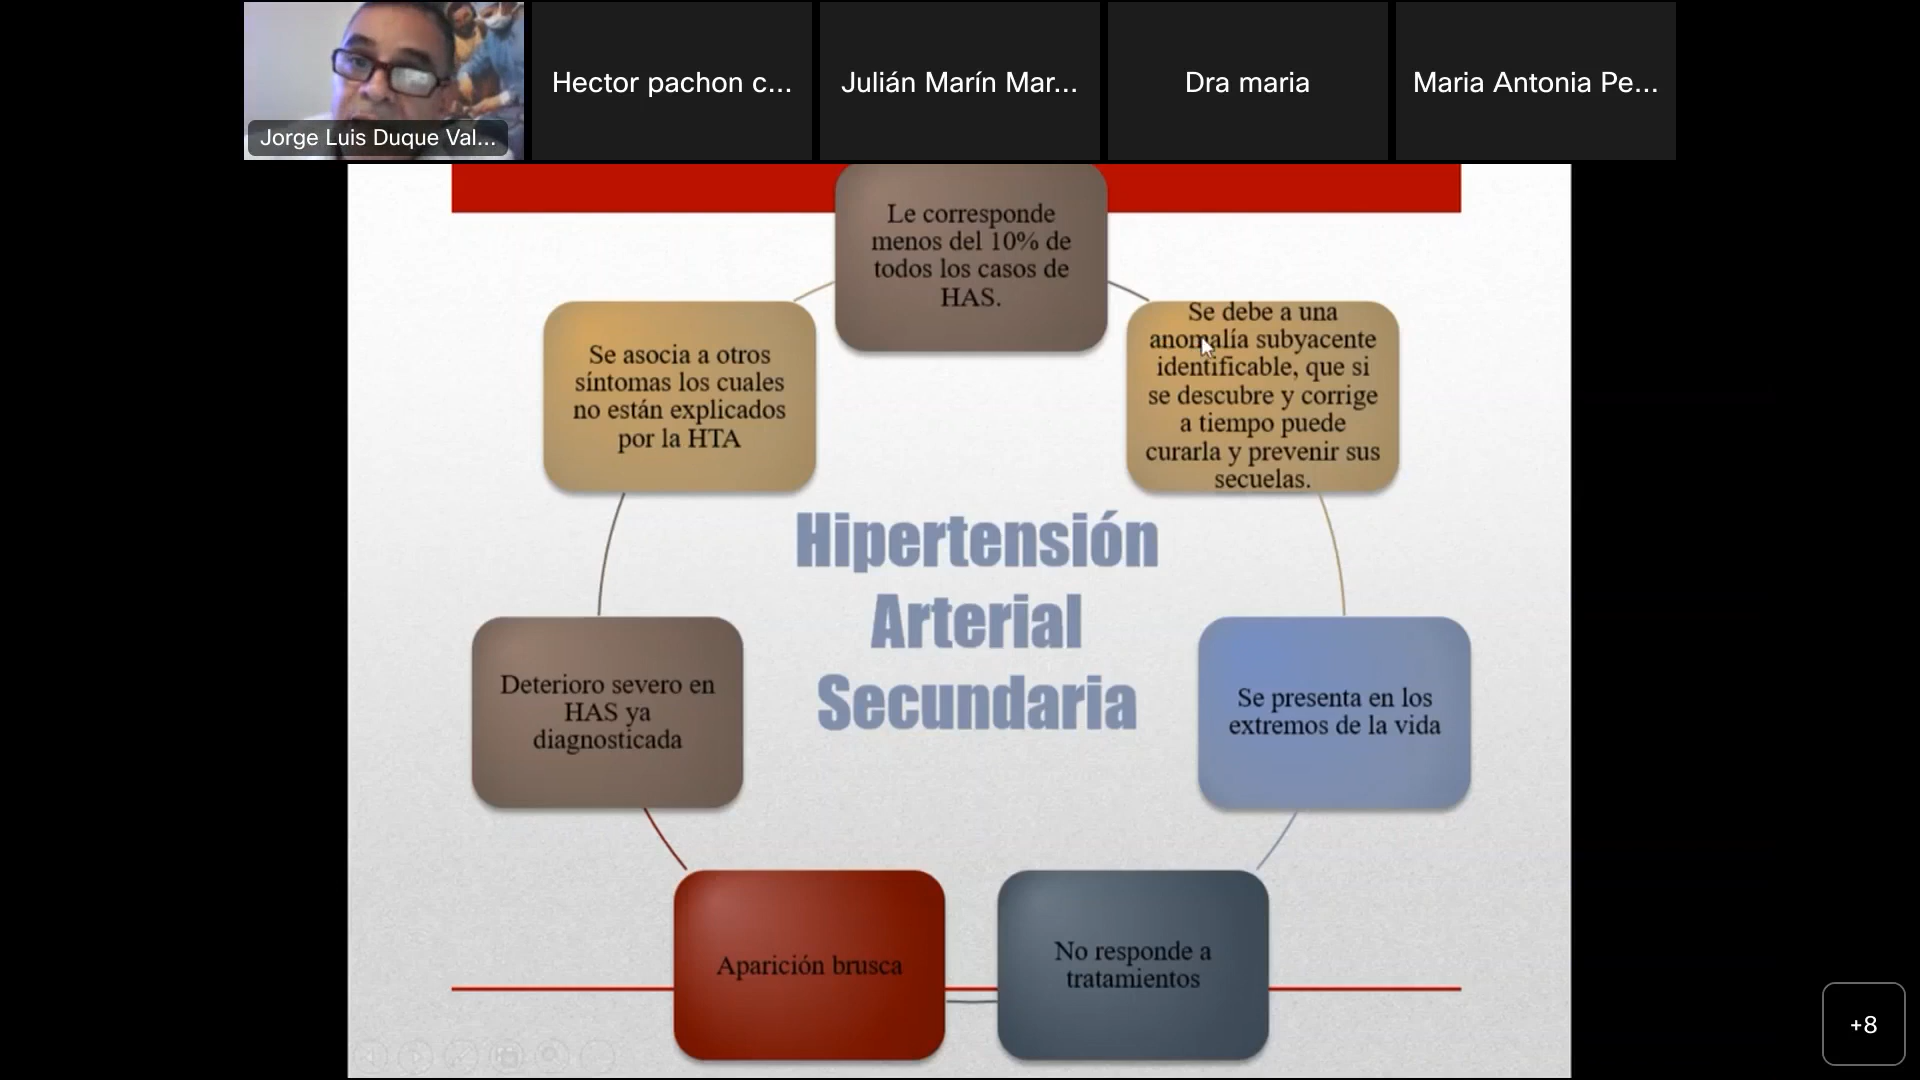 Jorge Luis Duque Val...
Hector pachon c...
Julián Marín Mar...
Dra maria
Maria Antonia Pe...
Le corresponde
menos del 10% de
todos los casos de
HAS.
Se debe a una
anomalía subyacente
identificable, que si
se descubre y corrige
a tiempo puede
curarla y prevenir sus
secuelas.
Se asocia a otros
síntomas los cuales
no están explicados
por la HTA
Hipertensión
Arterial
Secundaria
Deterioro severo en
HAS ya
diagnosticada
Se presenta en los
extremos de la vida
Aparición brusca
No responde a
tratamientos
+8